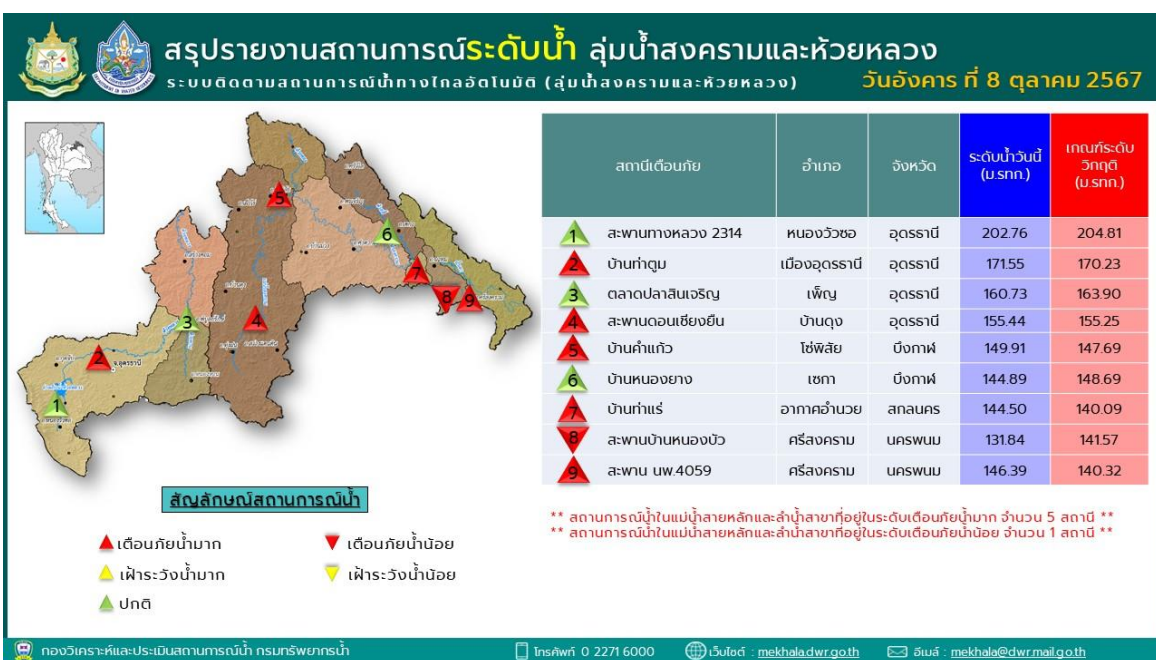 สรุปรายงานสถานการณ์ระดับน้ำ ลุ่มน้ำสงครามและห้วยหลวง
ระบบติดตามสถานการณ์น้ำทางไกลอัตโนมัติ (ลุ่มน้ำสงครามและห้วยหลวง)
วันอังคาร ที่ 8 ตุลาคม 2567
สถานีเตือนภัย อำเภอ จังหวัด ระดับน้ำวันนี้ (ม.รทก.) เกณฑ์ระดับวิกฤติ (ม.รทก.)
1 สะพานทางหลวง 2314 หนองวัวซอ อุดรธานี 202.76 204.81
2 บ้านท่าตูม เมืองอุดรธานี อุดรธานี 171.55 170.23
3 ตลาดปลาสินเจริญ เพ็ญ อุดรธานี 160.73 163.90
4 สะพานดอนเชียงยืน บ้านดุง อุดรธานี 155.44 155.25
5 บ้านคำแก้ว โซ่พิสัย บึงกาฬ 149.91 147.69
6 บ้านหนองยาง เซกา บึงกาฬ 144.89 148.69
7 บ้านท่าแร่ อากาศอำนวย สกลนคร 144.50 140.09
8 สะพานบ้านหนองบัว ศรีสงคราม นครพนม 131.84 141.57
9 สะพาน นพ.4059 ศรีสงคราม นครพนม 146.39 140.32
5
6
7
8
9
3
4
2
จ.อุดรธานี
1
สัญลักษณ์สถานการณ์น้ำ
เตือนภัยน้ำมาก
เตือนภัยน้ำน้อย
เฝ้าระวังน้ำมาก
เฝ้าระวังน้ำน้อย
ปกติ
** สถานการณ์น้ำในแม่น้ำสายหลักและลำน้ำสาขาที่อยู่ในระดับเตือนภัยน้ำมาก จำนวน 5 สถานี **
** สถานการณ์น้ำในแม่น้ำสายหลักและลำน้ำสาขาที่อยู่ในระดับเตือนภัยน้ำน้อย จำนวน 1 สถานี **
กองวิเคราะห์และประเมินสถานการณ์น้ำ กรมทรัพยากรน้ำ
โทรศัพท์ 0 2271 6000
เว็บไซต์ : mekhala.dwr.go.th
อีเมล์ : mekhala@dwr.mail.go.th